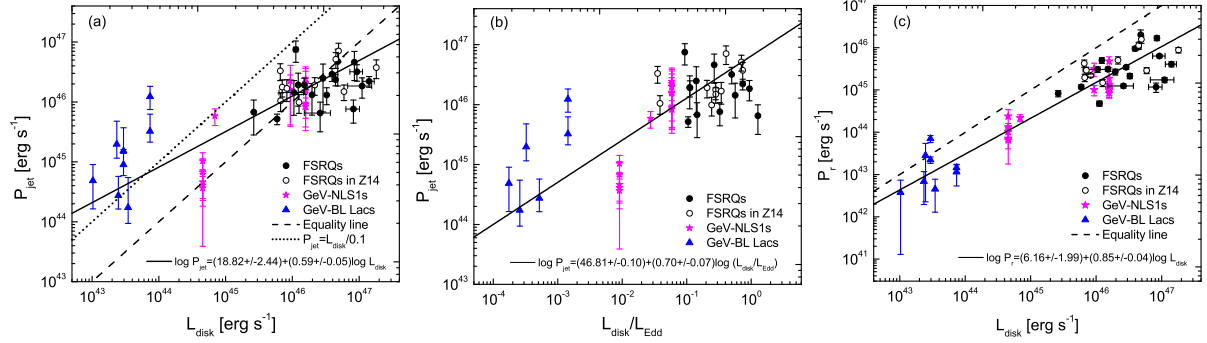 (a)
10^47
10^46
10^45
10^44
10^43
P_jet [erg s^-1]
FSRQs
FSRQs in Z14
GeV-NLS1s
GeV-BL Lacs
Equality line
P_jet=L_disk/0.1
log P_jet=(18.82+/-2.44)+(0.59+/-0.05)log L_disk
10^43 10^44 10^45 10^46 10^47
L_disk [erg s^-1]
(b)
10^47
10^46
10^45
10^44
10^43
P_jet [erg s^-1]
FSRQs
FSRQs in Z14
GeV-NLS1s
GeV-BL Lacs
log P_jet=(46.81+/-0.10)+(0.70+/-0.07)log (L_disk/L_Edd)
10^-4 10^-3 10^-2 10^-1 10^0
L_disk/L_Edd
(c)
10^47
10^46
10^45
10^44
10^43
10^42
10^41
P_r [erg s^-1]
FSRQs
FSRQs in Z14
GeV-NLS1s
GeV-BL Lacs
Equality line
log P_r=(6.16+/-1.99)+(0.85+/-0.04)log L_disk
10^43 10^44 10^45 10^46 10^47
L_disk [erg s^-1]